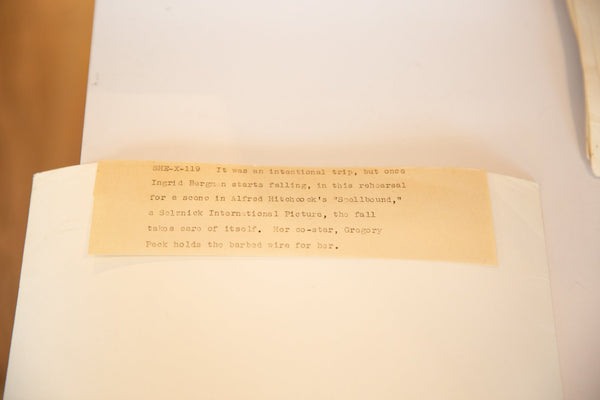 SHE-X-119 It was an intentional trip, but once
Ingrid Bergman starts falling, in this rehearsal
for a scene in Alfred Hitchcock's "Spellbound,"
a Selznick International Picture, the fall
takes care of itself. Her co-star, Gregory
Peck holds the barbed wire for her.